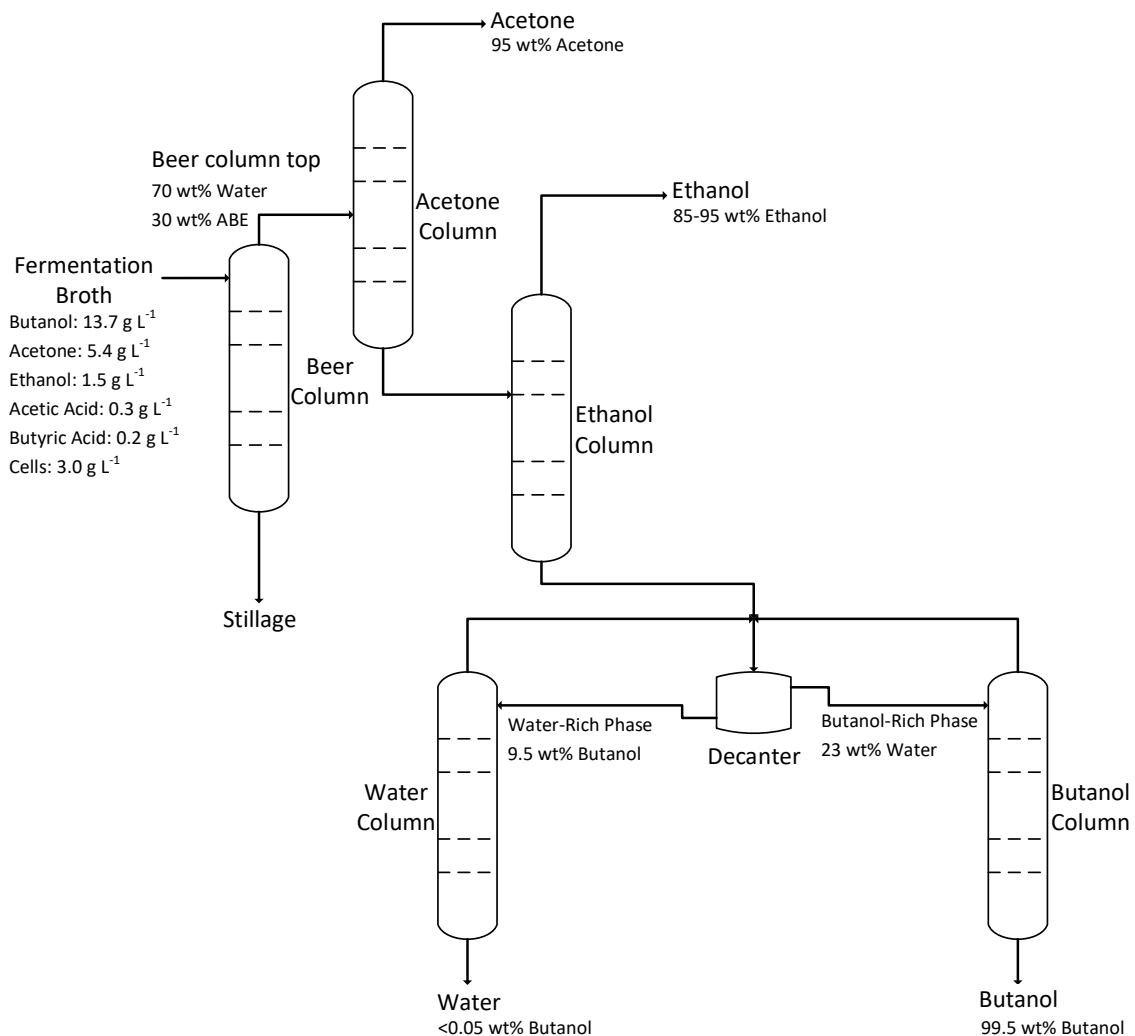 Acetone
95 wt% Acetone
Beer column top
70 wt% Water
30 wt% ABE
Acetone
Column
Ethanol
85-95 wt% Ethanol
Fermentation
Broth
Butanol: 13.7 g L⁻¹
Acetone: 5.4 g L⁻¹
Ethanol: 1.5 g L⁻¹
Acetic Acid: 0.3 g L⁻¹
Butyric Acid: 0.2 g L⁻¹
Cells: 3.0 g L⁻¹
Beer
Column
Ethanol
Column
Stillage
Water-Rich Phase
9.5 wt% Butanol
Decanter
Butanol-Rich Phase
23 wt% Water
Water
Column
Butanol
Column
Water
<0.05 wt% Butanol
Butanol
99.5 wt% Butanol